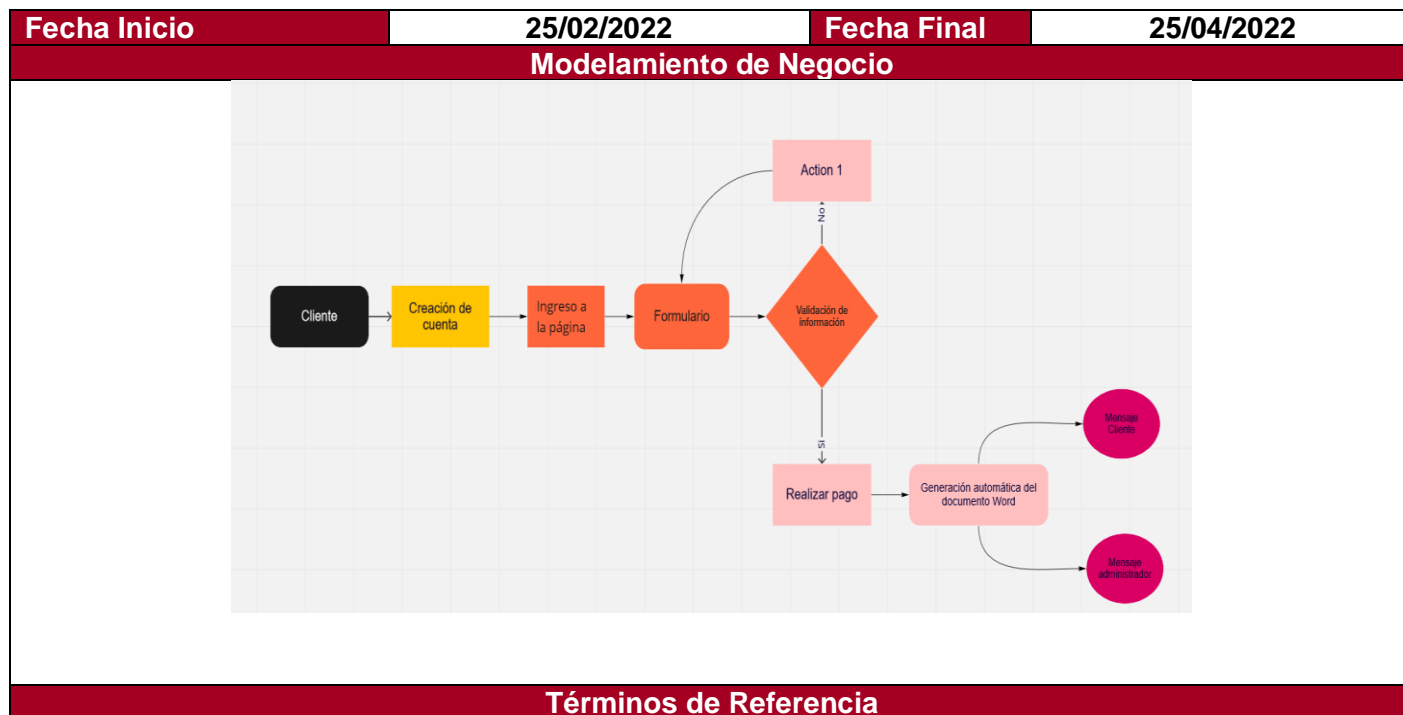 Fecha Inicio 25/02/2022 Fecha Final 25/04/2022
Modelamiento de Negocio
Action 1
No
Cliente
Creación de
cuenta
Ingreso a
la página
Formulario
Validación de
información
Si
Realizar pago
Generación automática del
documento Word
Mensaje
Cliente
Mensaje
administrador
Términos de Referencia